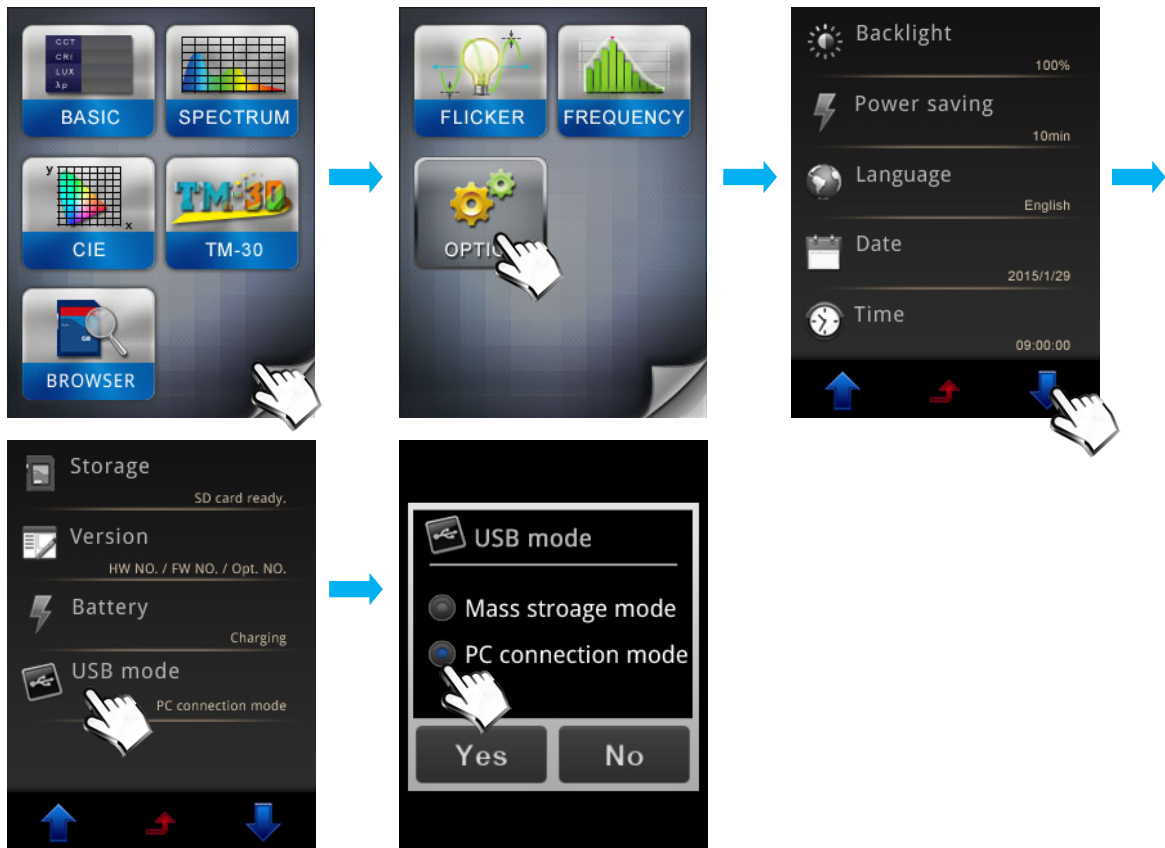 CCT
CRI
LUX
λp
BASIC
SPECTRUM
y
x
CIE
TM-30
TM-30
GB
BROWSER
FLICKER
FREQUENCY
OPTIO
Backlight
100%
Power saving
10min
Language
English
Date
2015/1/29
Time
09:00:00
Storage
SD card ready.
Version
HW NO. / FW NO. / Opt. NO.
Battery
Charging
USB mode
PC connection mode
USB mode
Mass stroage mode
PC connection mode
Yes
No